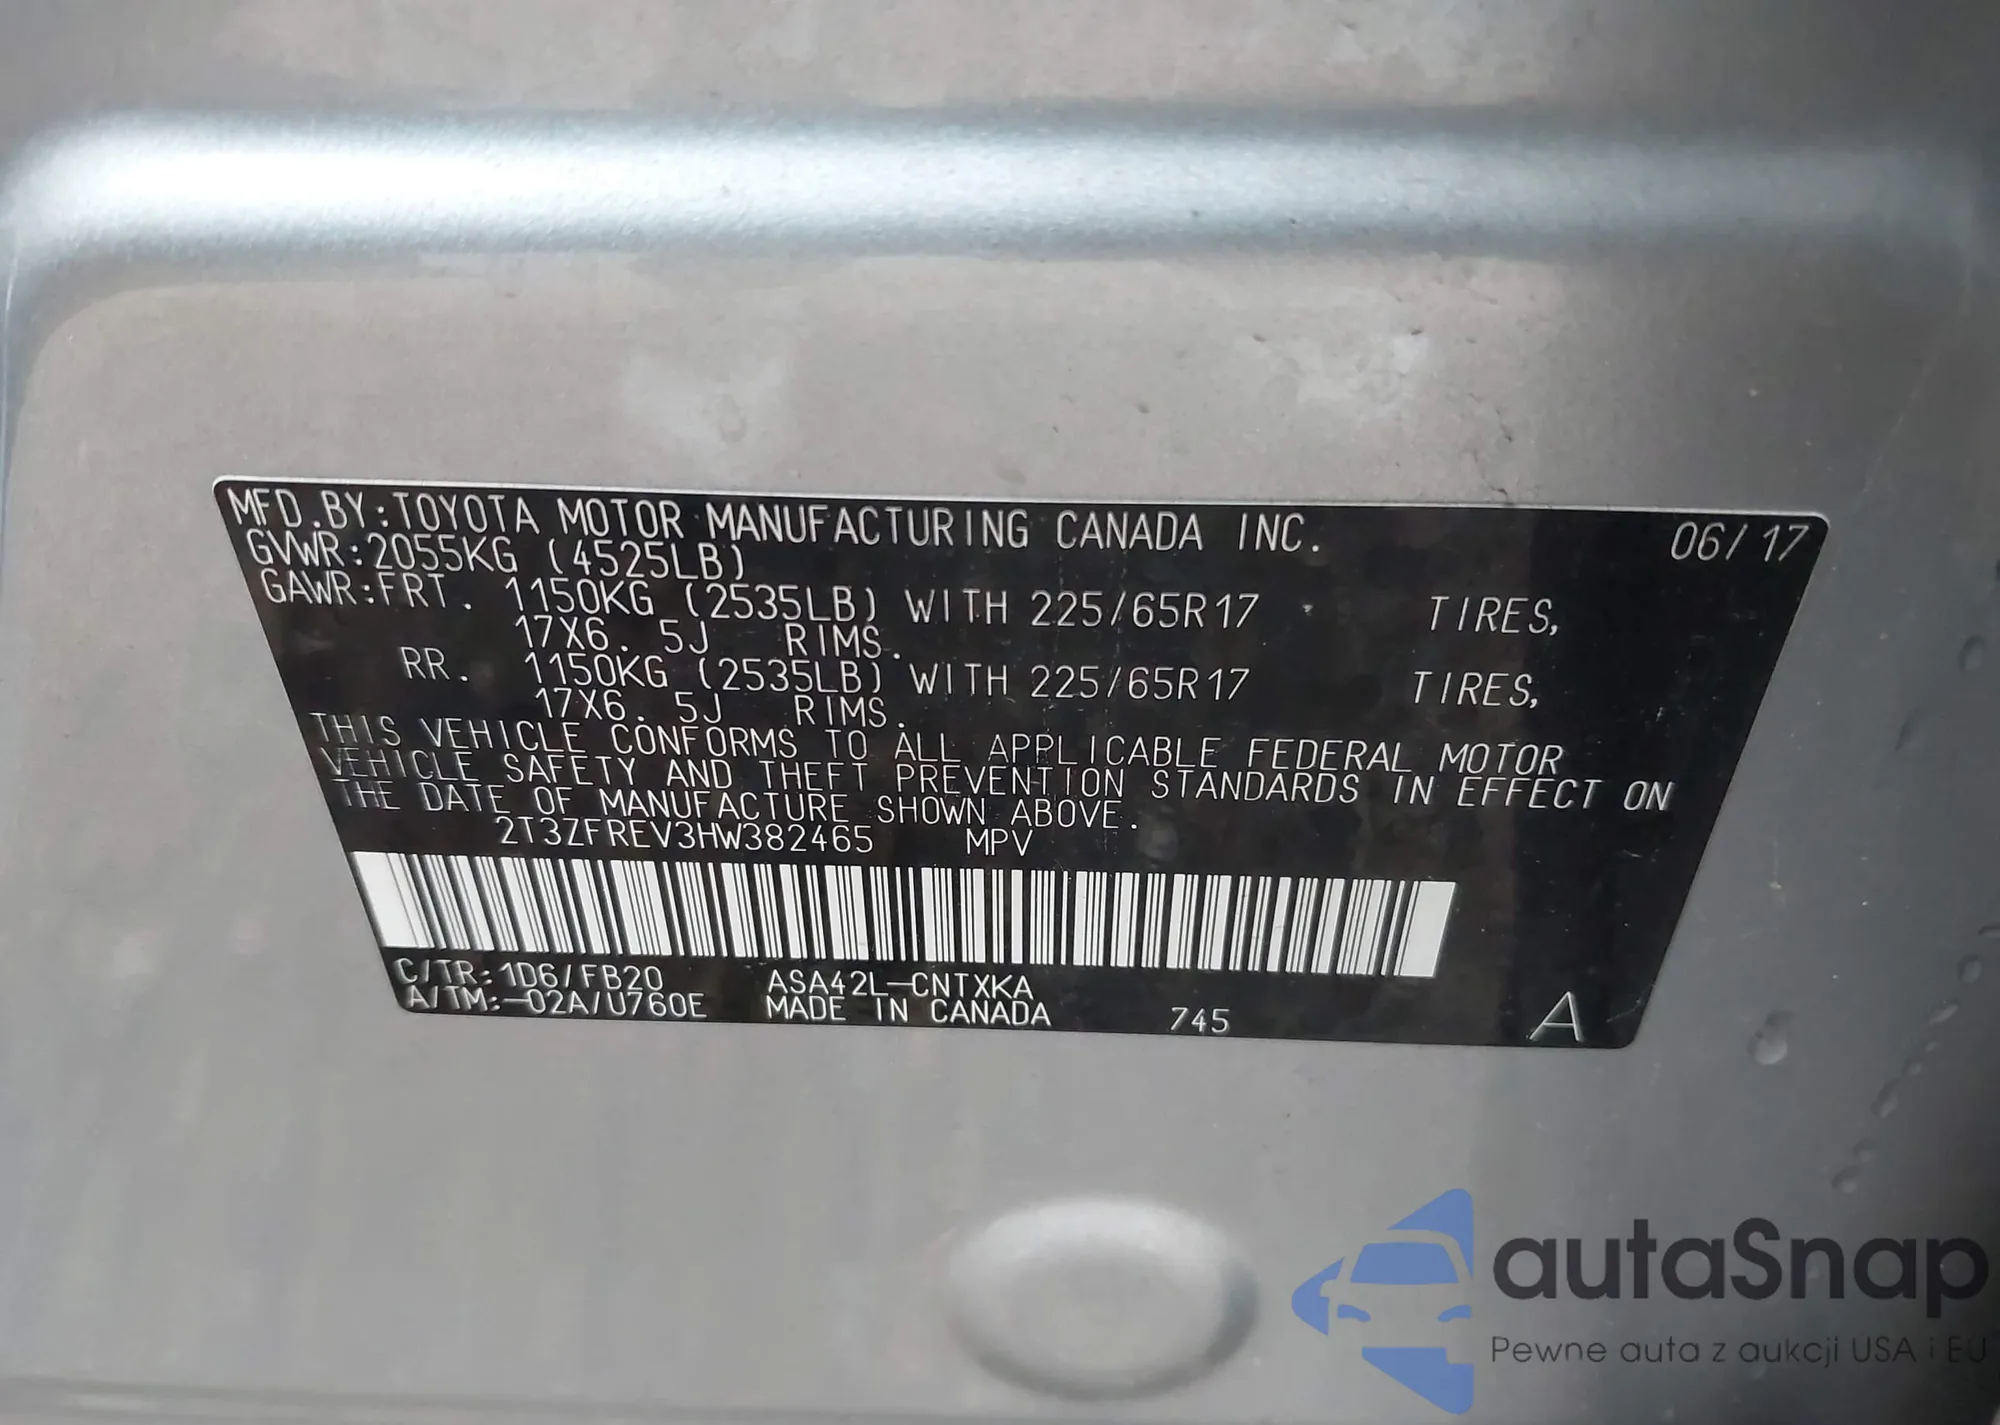 MFD.BY:TOYOTA MOTOR MANUFACTURING CANADA INC. 06/17
GVWR:2055KG (4525LB)
GAWR:FRT. 1150KG (2535LB) WITH 225/65R17 TIRES,
17X6.5J RIMS.
RR. 1150KG (2535LB) WITH 225/65R17 TIRES,
17X6.5J RIMS.
THIS VEHICLE CONFORMS TO ALL APPLICABLE FEDERAL MOTOR
VEHICLE SAFETY AND THEFT PREVENTION STANDARDS IN EFFECT ON
THE DATE OF MANUFACTURE SHOWN ABOVE.
2T3ZFREV3HW382465 MPV
C/TR:1D6/FB20 ASA42L-CNTXKA
A/TM:-02A/U760E MADE IN CANADA 745 A
autaSnap
Pewne auta z aukcji USA i EU